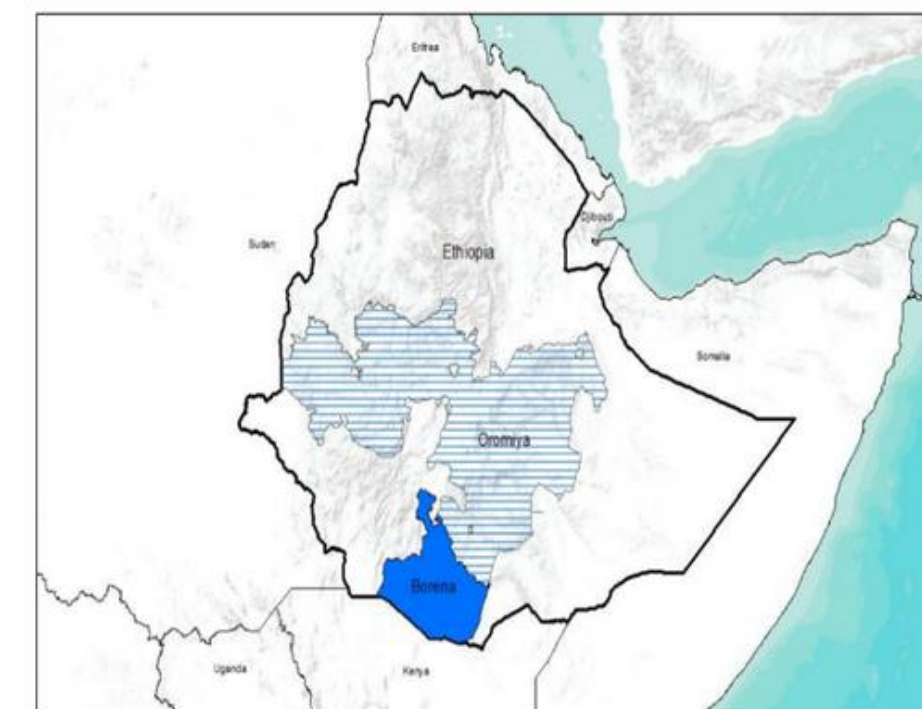 Eritrea
Djibouti
Sudan
Ethiopia
Somalia
Oromiya
Borena
Uganda
Kenya